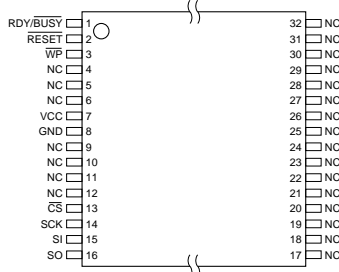 RDY/BUSY 1 32 NC
RESET 2 31 NC
WP 3 30 NC
NC 4 29 NC
NC 5 28 NC
NC 6 27 NC
VCC 7 26 NC
GND 8 25 NC
NC 9 24 NC
NC 10 23 NC
NC 11 22 NC
NC 12 21 NC
CS 13 20 NC
SCK 14 19 NC
SI 15 18 NC
SO 16 17 NC